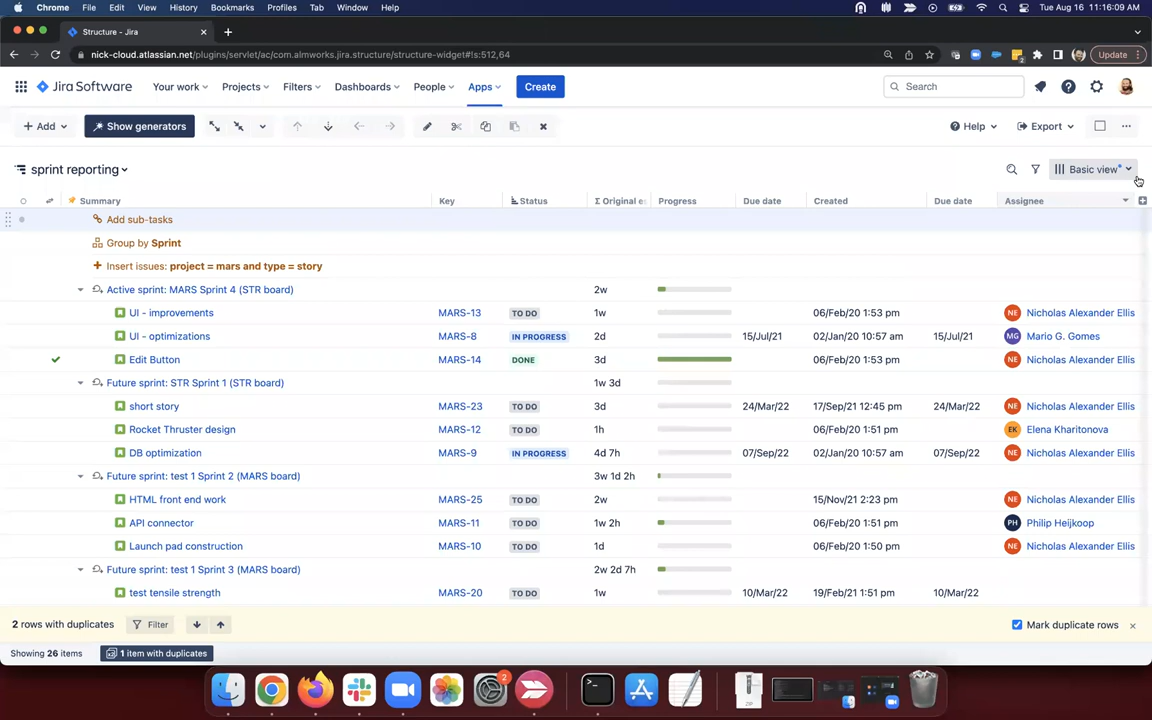 Chrome File Edit View History Bookmarks Profiles Tab Window Help Tue Aug 16 11:16:09 AM
Structure - Jira
nick-cloud.atlassian.net/plugins/servlet/ac/com.almworks.jira.structure/structure-widget#!s:512,64 Update
Jira Software Your work Projects Filters Dashboards People Apps Create Search
+ Add Show generators Help Export
sprint reporting Basic view*
Summary Key Status Σ Original es Progress Due date Created Due date Assignee
Add sub-tasks
Group by Sprint
Insert issues: project = mars and type = story
Active sprint: MARS Sprint 4 (STR board) 2w
UI - improvements MARS-13 TO DO 1w 06/Feb/20 1:53 pm NE Nicholas Alexander Ellis
UI - optimizations MARS-8 IN PROGRESS 2d 15/Jul/21 02/Jan/20 10:57 am 15/Jul/21 MG Mario G. Gomes
Edit Button MARS-14 DONE 3d 06/Feb/20 1:53 pm NE Nicholas Alexander Ellis
Future sprint: STR Sprint 1 (STR board) 1w 3d
short story MARS-23 TO DO 3d 24/Mar/22 17/Sep/21 12:45 pm 24/Mar/22 NE Nicholas Alexander Ellis
Rocket Thruster design MARS-12 TO DO 1h 06/Feb/20 1:51 pm EK Elena Kharitonova
DB optimization MARS-9 IN PROGRESS 4d 7h 07/Sep/22 02/Jan/20 10:57 am 07/Sep/22 NE Nicholas Alexander Ellis
Future sprint: test 1 Sprint 2 (MARS board) 3w 1d 2h
HTML front end work MARS-25 TO DO 2w 15/Nov/21 2:23 pm NE Nicholas Alexander Ellis
API connector MARS-11 TO DO 1w 2h 06/Feb/20 1:51 pm PH Philip Heijkoop
Launch pad construction MARS-10 TO DO 1d 06/Feb/20 1:50 pm NE Nicholas Alexander Ellis
Future sprint: test 1 Sprint 3 (MARS board) 2w 2d 7h
test tensile strength MARS-20 TO DO 1w 10/Mar/22 19/Feb/21 1:51 pm 10/Mar/22
2 rows with duplicates Filter Mark duplicate rows
Showing 26 items 1 item with duplicates
2
ZIP